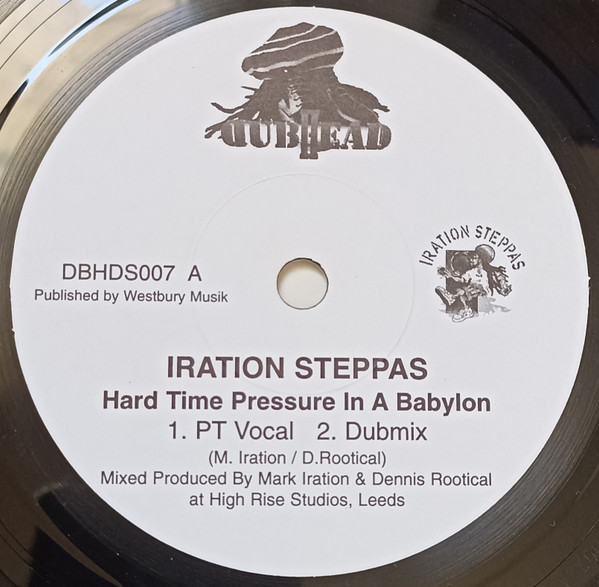 DUBHEAD
IRATION STEPPAS
DBHDS007 A
Published by Westbury Musik
IRATION STEPPAS
Hard Time Pressure In A Babylon
1. PT Vocal 2. Dubmix
(M. Iration / D.Rootical)
Mixed Produced By Mark Iration & Dennis Rootical
at High Rise Studios, Leeds